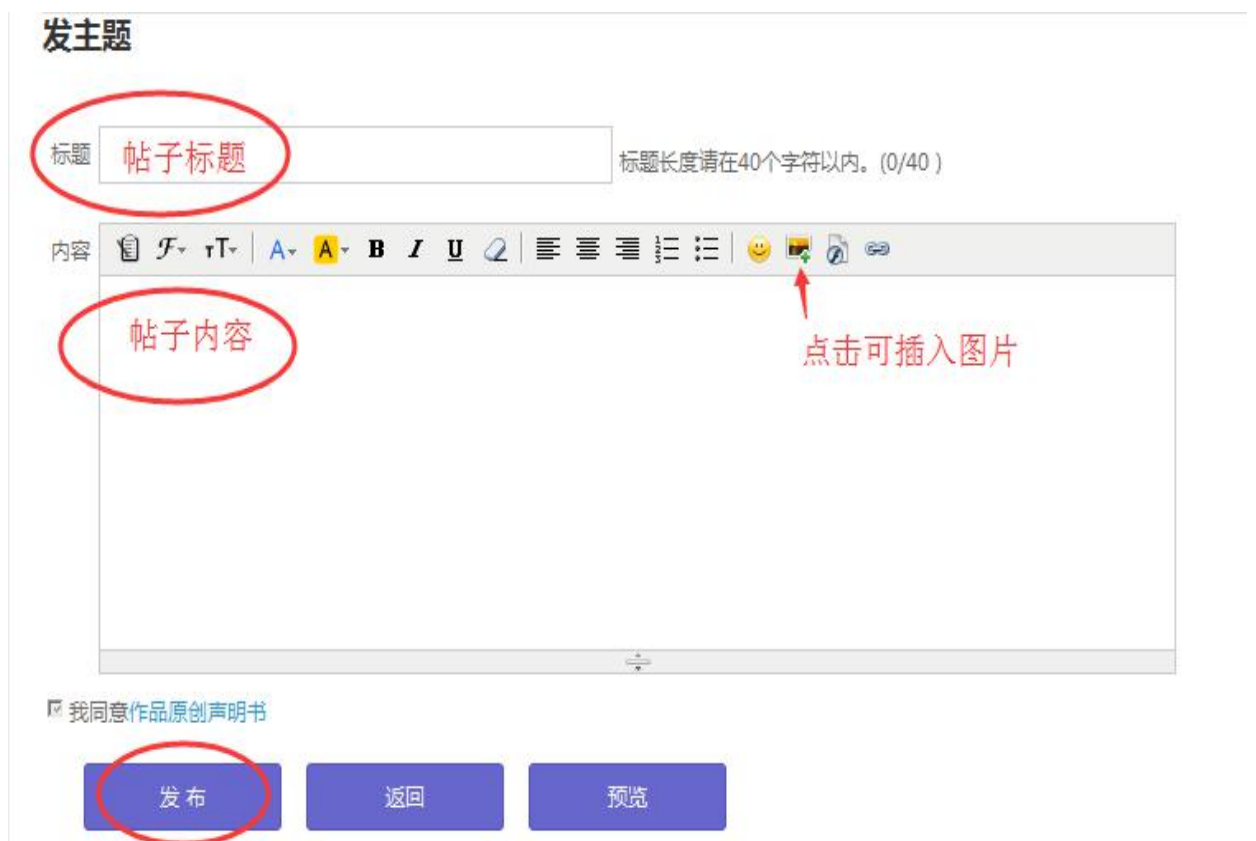 发主题
标题 帖子标题 标题长度请在40个字符以内。(0/40 )
内容
帖子内容
点击可插入图片
我同意作品原创声明书
发布 返回 预览